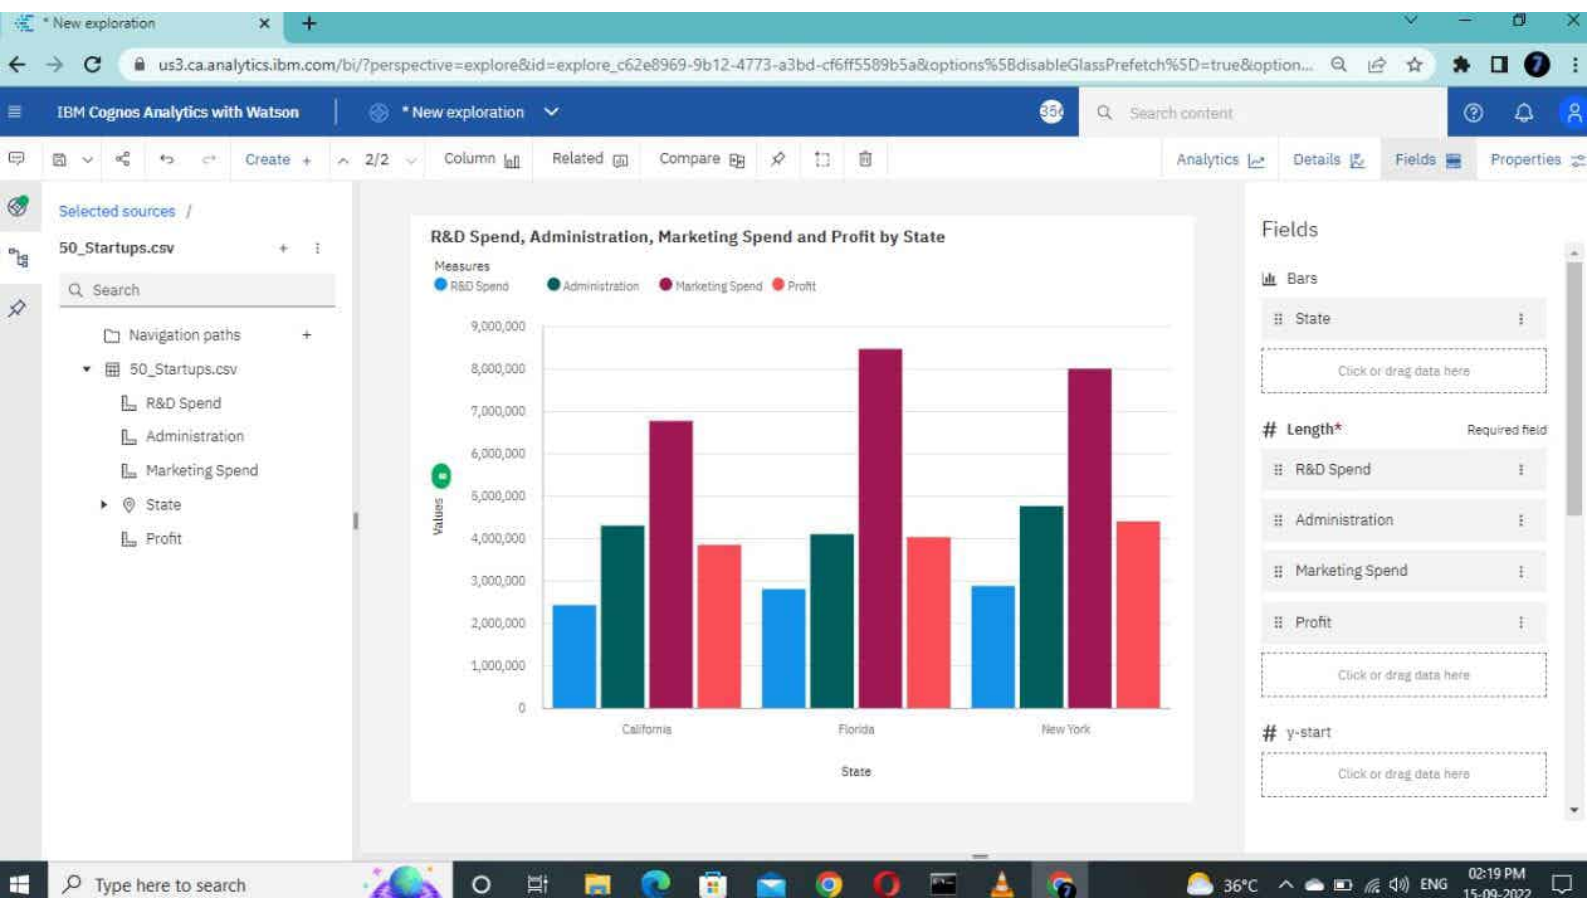 * New exploration
us3.ca.analytics.ibm.com/bi/?perspective=explore&id=explore_c62e8969-9b12-4773-a3bd-cf6ff5589b5a&options%5BdisableGlassPrefetch%5D=true&option...
7
IBM Cognos Analytics with Watson
* New exploration
Search content
Create +
2/2
Column
Related
Compare
Analytics
Details
Fields
Properties
Selected sources /
50_Startups.csv
Search
Navigation paths
50_Startups.csv
R&D Spend
Administration
Marketing Spend
State
Profit
R&D Spend, Administration, Marketing Spend and Profit by State
Measures
R&D Spend Administration Marketing Spend Profit
9,000,000
8,000,000
7,000,000
6,000,000
5,000,000
4,000,000
3,000,000
2,000,000
1,000,000
0
Values
California Florida New York
State
Fields
Bars
State
Click or drag data here
# Length* Required field
R&D Spend
Administration
Marketing Spend
Profit
Click or drag data here
# y-start
Click or drag data here
Type here to search
36°C
ENG
02:19 PM
15-09-2022